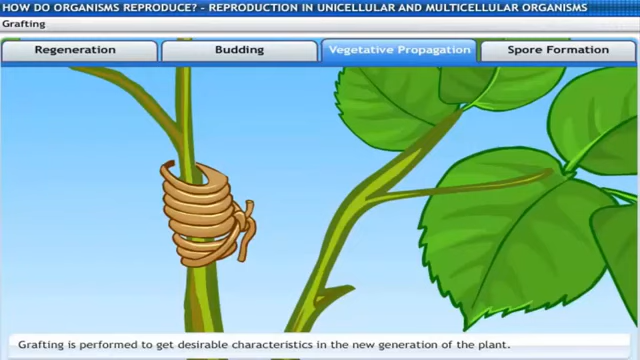 HOW DO ORGANISMS REPRODUCE? - REPRODUCTION IN UNICELLULAR AND MULTICELLULAR ORGANISMS
Grafting
Regeneration Budding Vegetative Propagation Spore Formation
Grafting is performed to get desirable characteristics in the new generation of the plant.